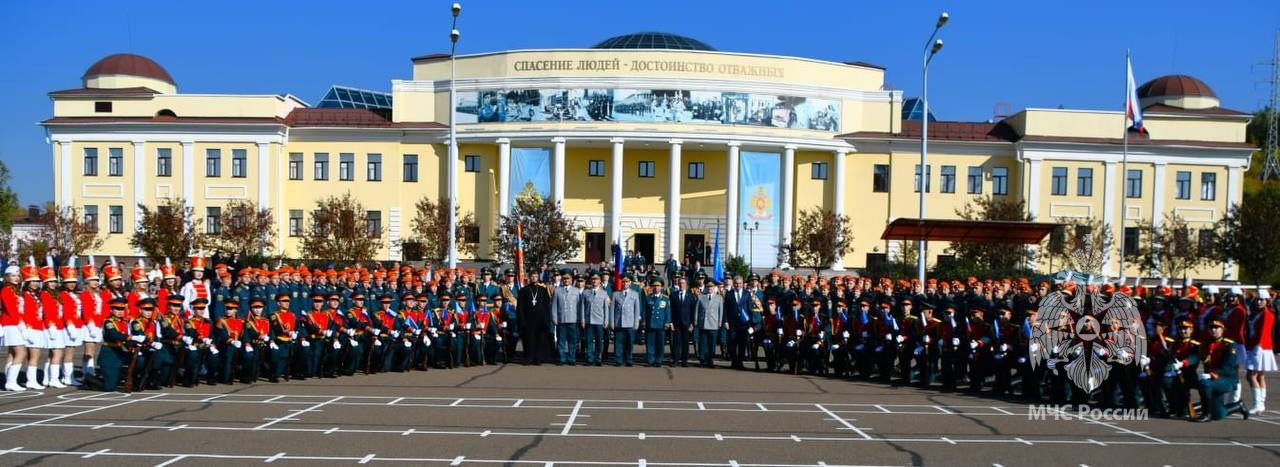 СПАСЕНИЕ ЛЮДЕЙ - ДОСТОИНСТВО ОТВАЖНЫХ
МЧС России